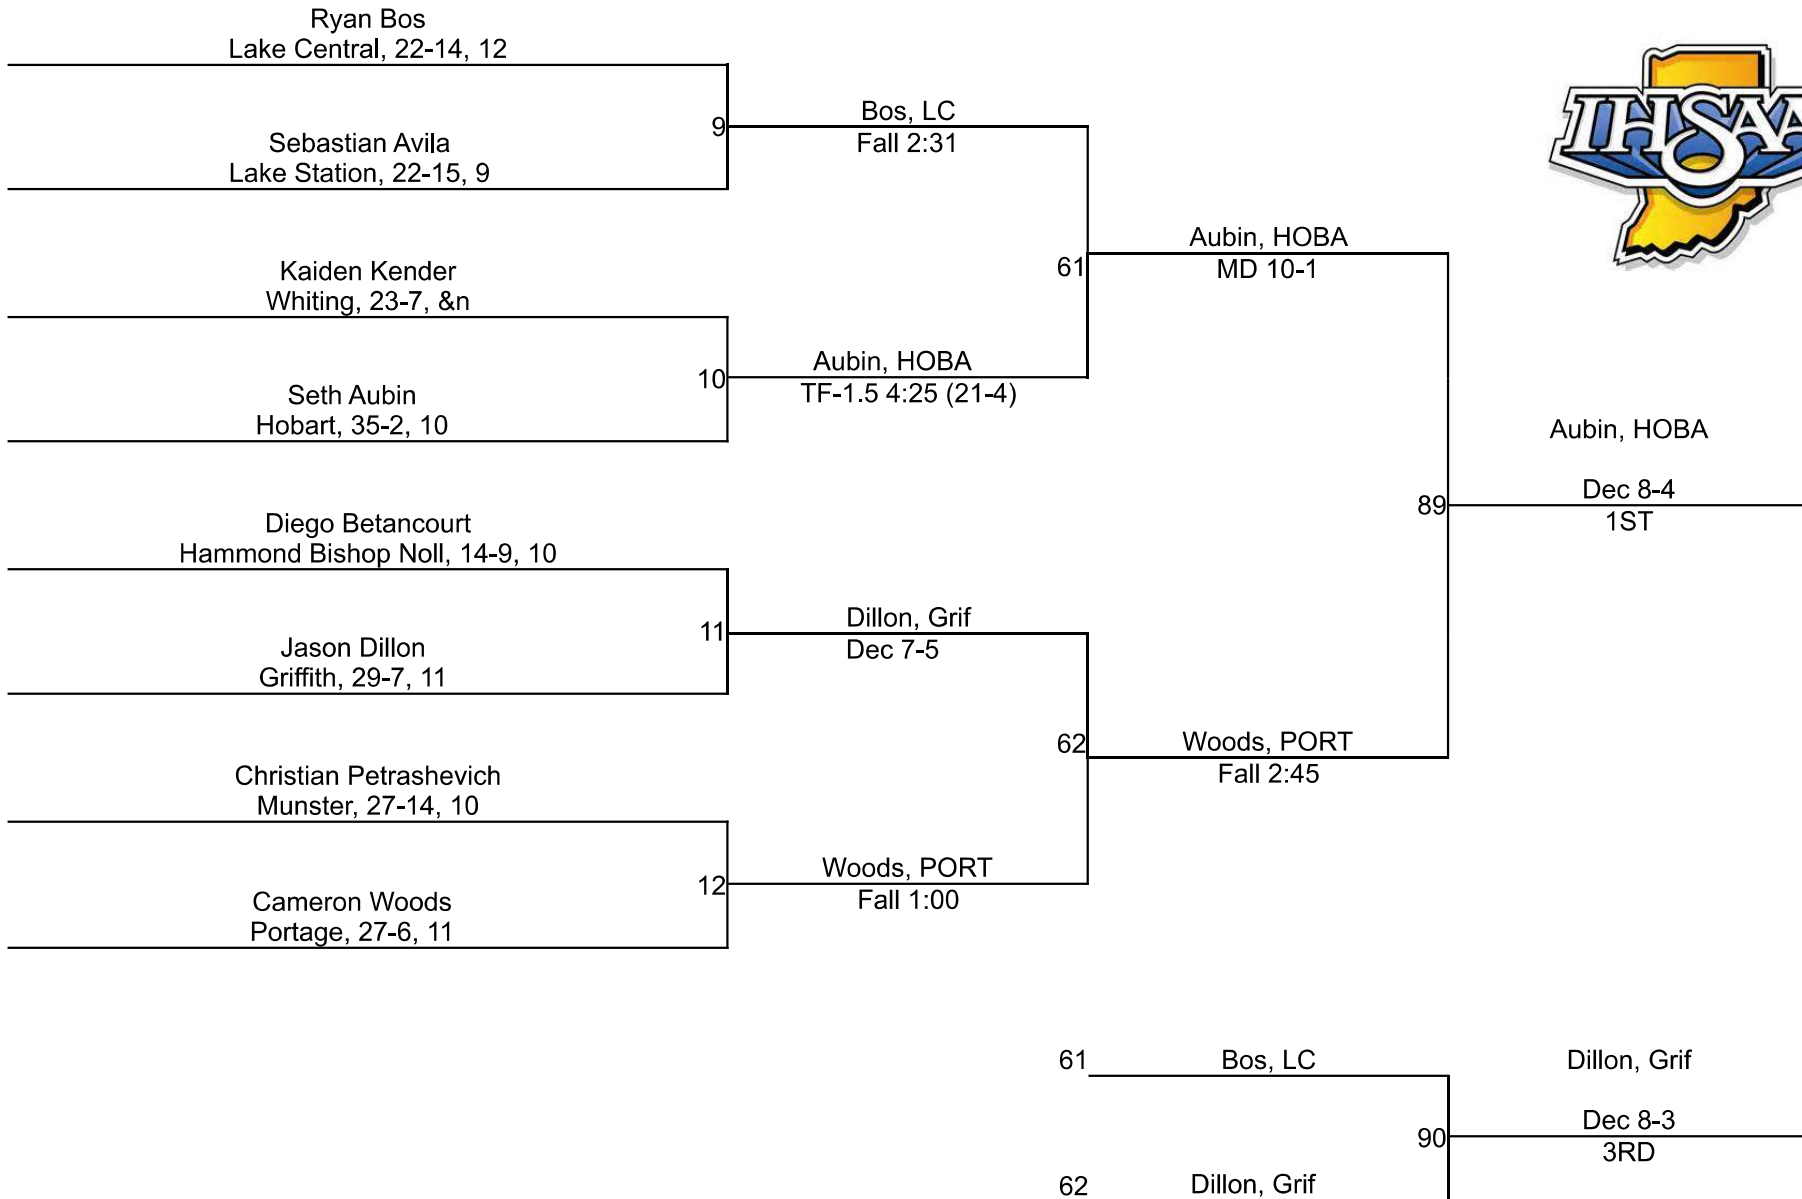 Ryan Bos
Lake Central, 22-14, 12
Sebastian Avila
Lake Station, 22-15, 9
9
Bos, LC
Fall 2:31
Kaiden Kender
Whiting, 23-7, &n
Seth Aubin
Hobart, 35-2, 10
10
Aubin, HOBA
TF-1.5 4:25 (21-4)
61
Aubin, HOBA
MD 10-1
IHSAA
Diego Betancourt
Hammond Bishop Noll, 14-9, 10
Jason Dillon
Griffith, 29-7, 11
11
Dillon, Grif
Dec 7-5
Christian Petrashevich
Munster, 27-14, 10
Cameron Woods
Portage, 27-6, 11
12
Woods, PORT
Fall 1:00
62
Woods, PORT
Fall 2:45
89
Aubin, HOBA
Dec 8-4
1ST
61
Bos, LC
62
Dillon, Grif
90
Dillon, Grif
Dec 8-3
3RD